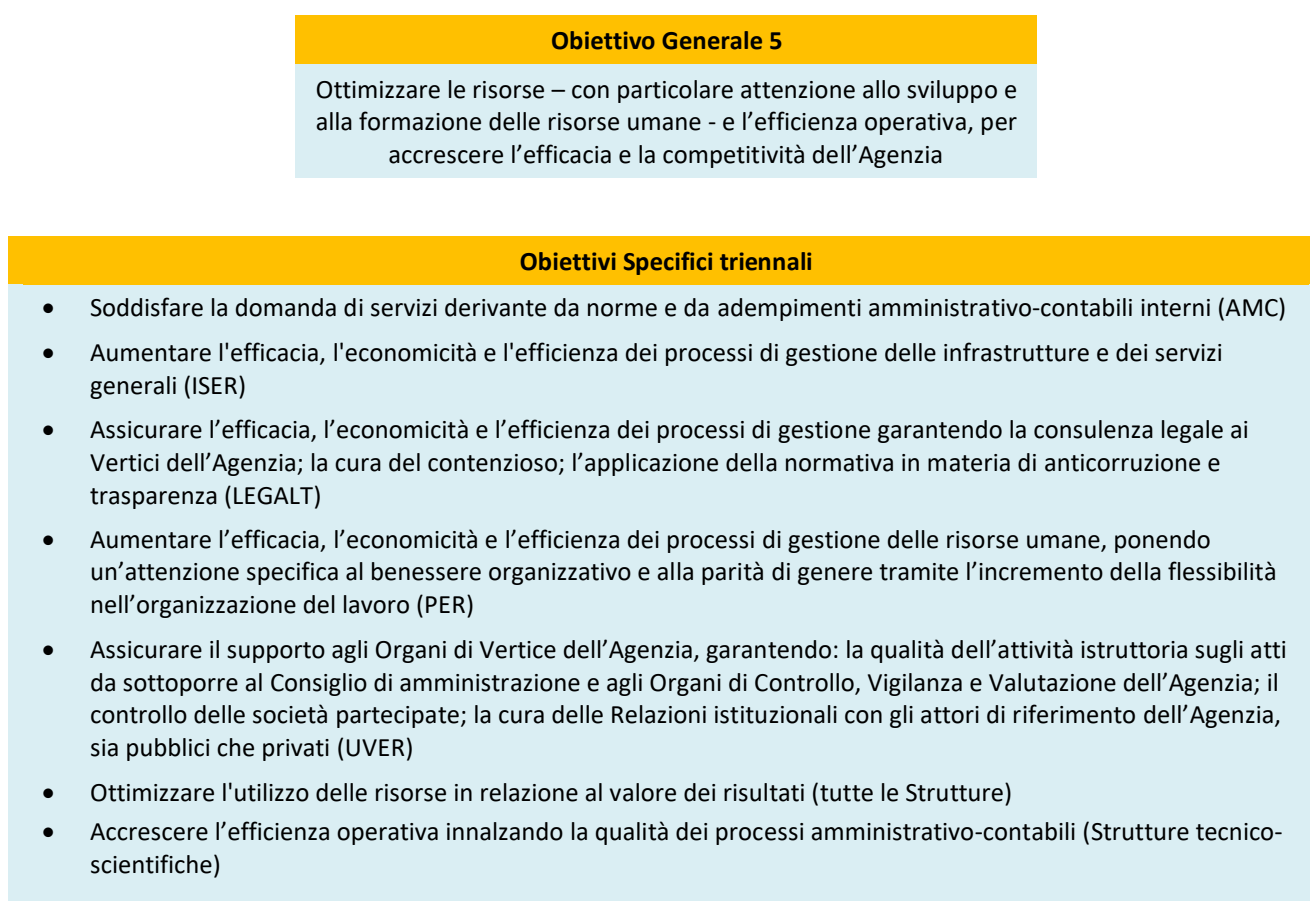 Obiettivo Generale 5
Ottimizzare le risorse – con particolare attenzione allo sviluppo e
alla formazione delle risorse umane - e l’efficienza operativa, per
accrescere l’efficacia e la competitività dell’Agenzia
Obiettivi Specifici triennali
• Soddisfare la domanda di servizi derivante da norme e da adempimenti amministrativo-contabili interni (AMC)
• Aumentare l'efficacia, l'economicità e l'efficienza dei processi di gestione delle infrastrutture e dei servizi
generali (ISER)
• Assicurare l’efficacia, l’economicità e l’efficienza dei processi di gestione garantendo la consulenza legale ai
Vertici dell’Agenzia; la cura del contenzioso; l’applicazione della normativa in materia di anticorruzione e
trasparenza (LEGALT)
• Aumentare l’efficacia, l’economicità e l’efficienza dei processi di gestione delle risorse umane, ponendo
un’attenzione specifica al benessere organizzativo e alla parità di genere tramite l’incremento della flessibilità
nell’organizzazione del lavoro (PER)
• Assicurare il supporto agli Organi di Vertice dell’Agenzia, garantendo: la qualità dell’attività istruttoria sugli atti
da sottoporre al Consiglio di amministrazione e agli Organi di Controllo, Vigilanza e Valutazione dell’Agenzia; il
controllo delle società partecipate; la cura delle Relazioni istituzionali con gli attori di riferimento dell’Agenzia,
sia pubblici che privati (UVER)
• Ottimizzare l'utilizzo delle risorse in relazione al valore dei risultati (tutte le Strutture)
• Accrescere l’efficienza operativa innalzando la qualità dei processi amministrativo-contabili (Strutture tecnico-
scientifiche)